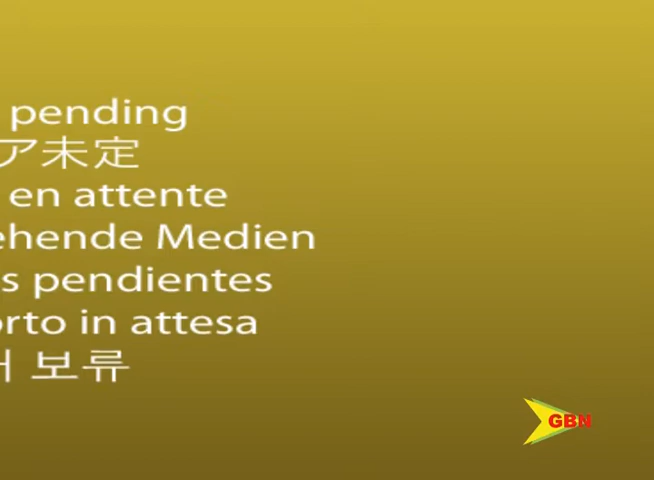 pending
ア未定
en attente
ehende Medien
s pendientes
orto in attesa
보류
GBN